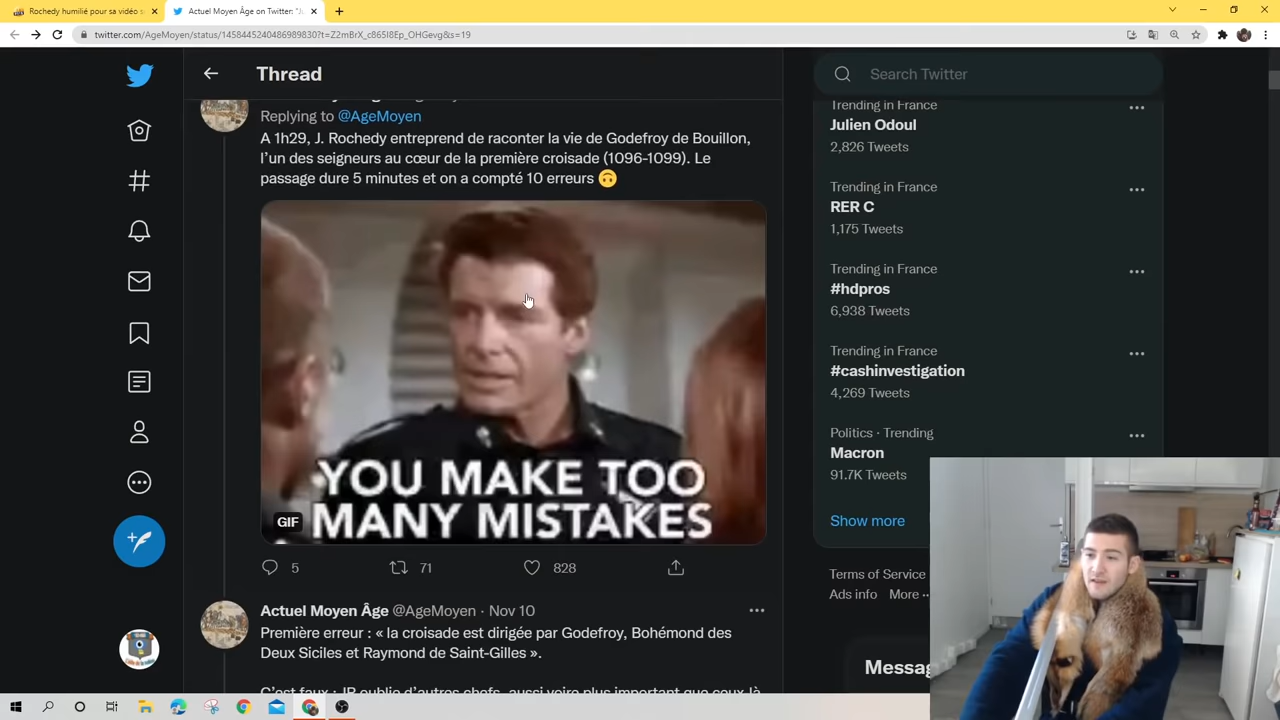 Rochedy humilié pour sa vidéo s
Actuel Moyen Âge on Twitter: "J
twitter.com/AgeMoyen/status/1458445240486989830?t=Z2mBrX_c865I8Ep_OHGevg&s=19
Thread
Search Twitter
Replying to @AgeMoyen
A 1h29, J. Rochedy entreprend de raconter la vie de Godefroy de Bouillon,
l'un des seigneurs au cœur de la première croisade (1096-1099). Le
passage dure 5 minutes et on a compté 10 erreurs 🙃
YOU MAKE TOO
MANY MISTAKES
GIF
5
71
828
Actuel Moyen Âge @AgeMoyen · Nov 10
Première erreur : « la croisade est dirigée par Godefroy, Bohémond des
Deux Siciles et Raymond de Saint-Gilles ».
C'est faux : JR oublie d'autres chefs, aussi voire plus important que ceux-là
Trending in France
Julien Odoul
2,826 Tweets
Trending in France
RER C
1,175 Tweets
Trending in France
#hdpros
6,938 Tweets
Trending in France
#cashinvestigation
4,269 Tweets
Politics · Trending
Macron
91.7K Tweets
Show more
Terms of Service
Ads info More ··
Messag